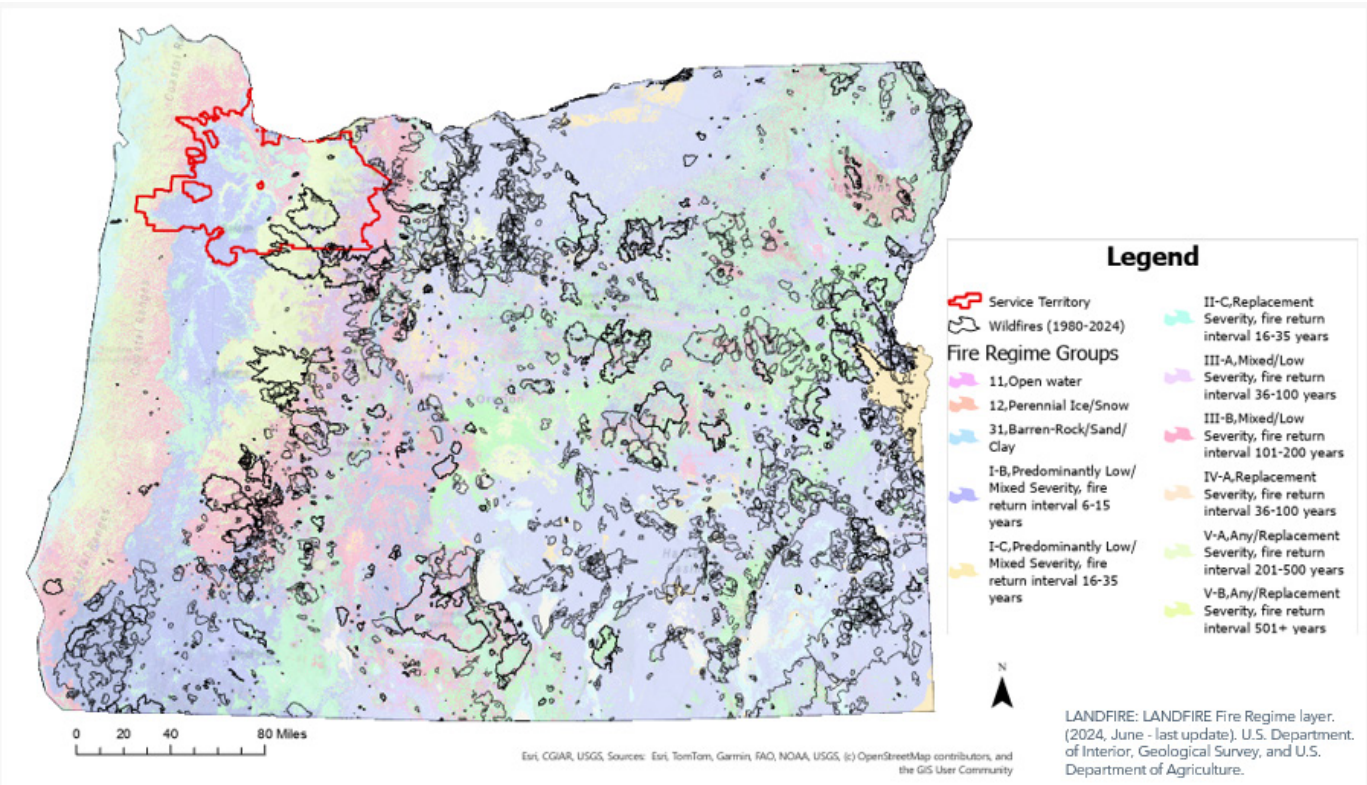 Legend
Service Territory
Wildfires (1980-2024)
Fire Regime Groups
11,Open water
12,Perennial Ice/Snow
31,Barren-Rock/Sand/
Clay
I-B,Predominantly Low/
Mixed Severity, fire
return interval 6-15
years
I-C,Predominantly Low/
Mixed Severity, fire
return interval 16-35
years
II-C,Replacement
Severity, fire return
interval 16-35 years
III-A,Mixed/Low
Severity, fire return
interval 36-100 years
III-B,Mixed/Low
Severity, fire return
interval 101-200 years
IV-A,Replacement
Severity, fire return
interval 36-100 years
V-A,Any/Replacement
Severity, fire return
interval 201-500 years
V-B,Any/Replacement
Severity, fire return
interval 501+ years
N
0 20 40 80 Miles
Esri, CGIAR, USGS, Sources: Esri, TomTom, Garmin, FAO, NOAA, USGS, (c) OpenStreetMap contributors, and
the GIS User Community
LANDFIRE: LANDFIRE Fire Regime layer.
(2024, June - last update). U.S. Department.
of Interior, Geological Survey, and U.S.
Department of Agriculture.